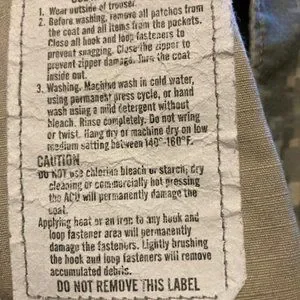 1. Wear outside of trouser.
2. Before washing, remove all patches from
the coat and all items from the pockets.
Close all hook and loop fasteners to
prevent snagging. Close the zipper to
prevent zipper damage. Turn the coat
inside out.
3. Washing. Machine wash in cold water,
using permanent press cycle, or hand
wash using a mild detergent without
bleach. Rinse completely. Do not wring
or twist. Hang dry or machine dry on low
medium satting between 140°-160°F.
CAUTION
DO NOT use chlorine bleach or starch; dry
cleaning or commercially hot pressing
the ACU will permanently damage the
coat.
Applying heat or an iron to any hook and
loop fastener area will permanently
damage the fasteners. Lightly brushing
the hook and loop fasteners will remove
accumulated debris.
DO NOT REMOVE THIS LABEL